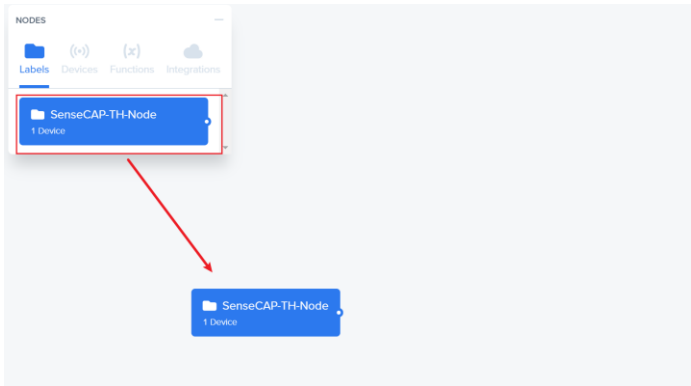 NODES
Labels Devices Functions Integrations
SenseCAP-TH-Node
1 Device
SenseCAP-TH-Node
1 Device